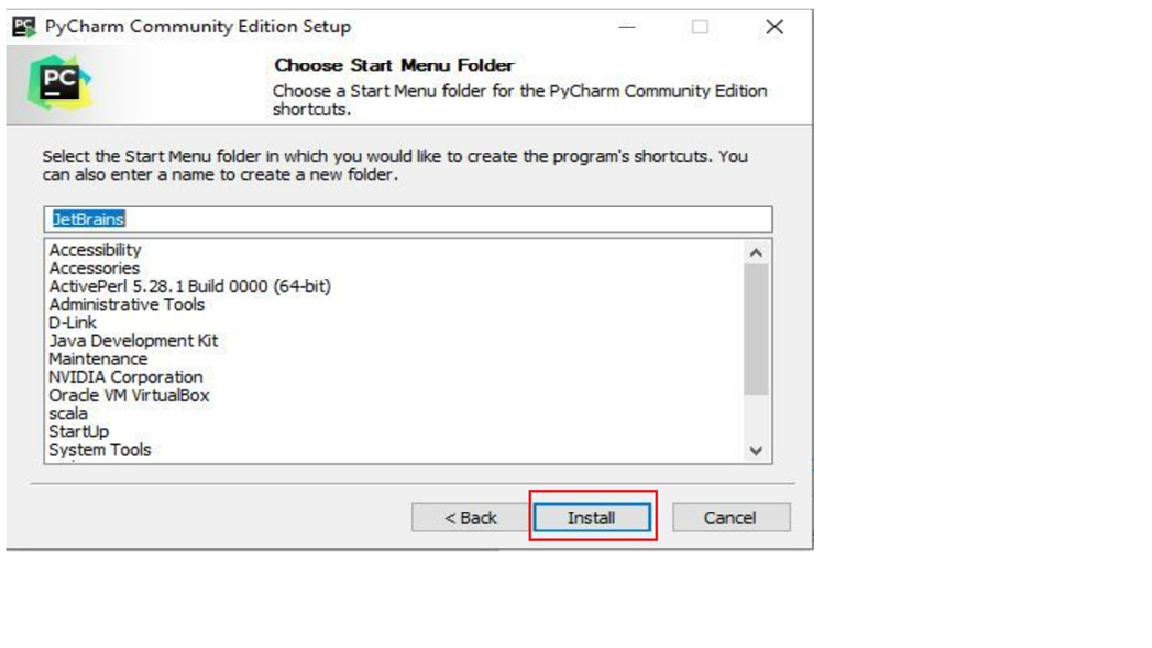 PyCharm Community Edition Setup
PC
Choose Start Menu Folder
Choose a Start Menu folder for the PyCharm Community Edition
shortcuts.
Select the Start Menu folder in which you would like to create the program's shortcuts. You
can also enter a name to create a new folder.
JetBrains
Accessibility
Accessories
ActivePerl 5.28.1 Build 0000 (64-bit)
Administrative Tools
D-Link
Java Development Kit
Maintenance
NVIDIA Corporation
Oracle VM VirtualBox
scala
StartUp
System Tools
< Back
Install
Cancel